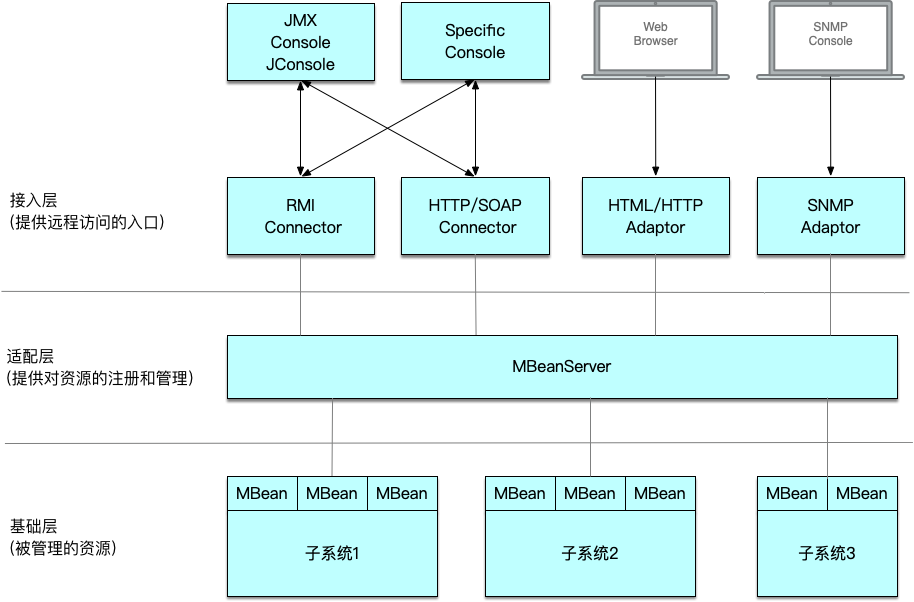 JMX
Console
JConsole
Specific
Console
Web
Browser
SNMP
Console
接入层
(提供远程访问的入口)
RMI
Connector
HTTP/SOAP
Connector
HTML/HTTP
Adaptor
SNMP
Adaptor
适配层
(提供对资源的注册和管理)
MBeanServer
基础层
(被管理的资源)
MBean MBean MBean
子系统1
MBean MBean MBean
子系统2
MBean MBean
子系统3